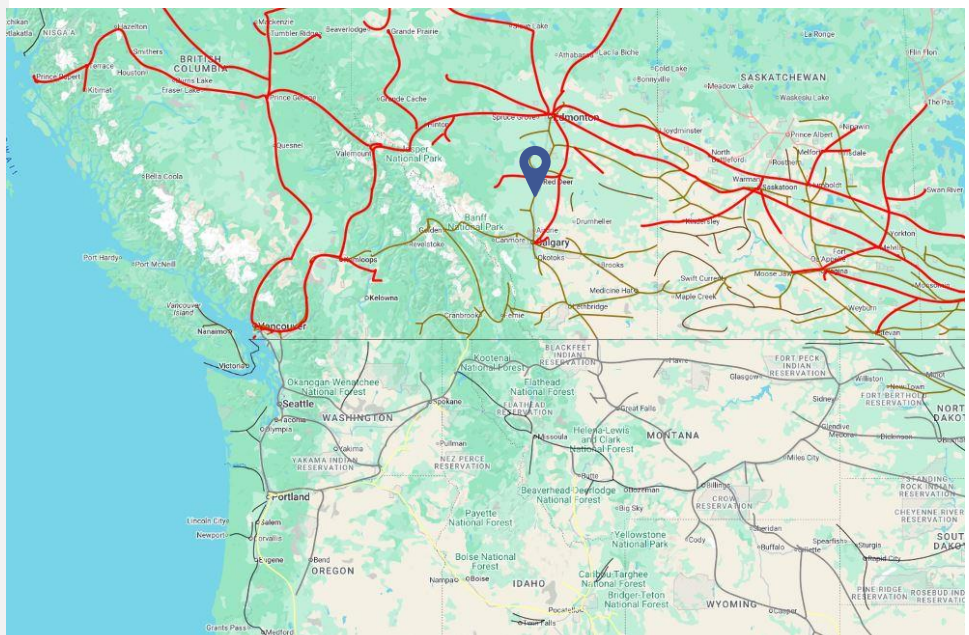 NISGA'A
Hazelton
Mackenzie
Tumbler Ridge
Beaverlodge
Grande Prairie
Slave Lake
La Ronge
Athabasca
Lac la Biche
Flin Flon
Smithers
Terrace
BRITISH
COLUMBIA
Prince Rupert
Kitimat
Houston
Burns Lake
Fraser Lake
Prince George
Grande Cache
Cold Lake
Bonnyville
SASKATCHEWAN
Meadow Lake
Waskesiu Lake
The Pas
Hinton
Spruce Grove
Edmonton
Lloydminster
Prince Albert
Nipawin
Quesnel
Valemount
Jasper
National Park
North
Battleford
Melfort
Rosthern
Tisdale
Bella Coola
Red Deer
Warman
Saskatoon
Humboldt
Swan River
Banff
National Park
Drumheller
Kindersley
Golden
Revelstoke
Canmore
Airdrie
Calgary
Yorkton
Melville
Port Hardy
Port McNeill
Kamloops
Okotoks
Brooks
Fort
Qu'Appelle
Regina
Moose Jaw
Swift Current
Medicine Hat
Maple Creek
Moosomin
Kelowna
Vancouver
Island
Nanaimo
Vancouver
Cranbrook
Fernie
Lethbridge
Weyburn
Estevan
Victoria
Kootenai
National Forest
BLACKFEET
INDIAN
RESERVATION
Havre
FORT PECK
INDIAN
RESERVATION
Glasgow
Williston
Minot
New Town
FORT BERTHOLD
RESERVATION
Okanogan Wenatchee
National Forest
Seattle
Tacoma
Olympia
WASHINGTON
Spokane
Flathead
National Forest
FLATHEAD
RESERVATION
Great Falls
Sidney
NORTH
DAKOTA
Glendive
Medora
Dickinson
Yakima
YAKAMA INDIAN
RESERVATION
Pullman
NEZ PERCE
RESERVATION
Missoula
Helena-Lewis
and Clark
National Forest
MONTANA
Miles City
Portland
Butte
Bozeman
Billings
CROW
RESERVATION
STANDING
ROCK INDIAN
RESERVATION
Lincoln City
Salem
Newport
Corvallis
Payette
National Forest
Beaverhead-Deerlodge
National Forest
Big Sky
CHEYENNE RIVER
RESERVATION
Yellowstone
National Park
Cody
Sheridan
Buffalo
Gillette
Spearfish
Sturgis
Rapid City
SOUTH
DAKOTA
Eugene
Bend
OREGON
Boise National
Forest
Nampa
Boise
IDAHO
Caribou-Targhee
National Forest
Bridger-Teton
National Forest
Pocatello
Twin Falls
WYOMING
Casper
PINE RIDGE
RESERVATION
ROSEBUD
Grants Pass
Medford